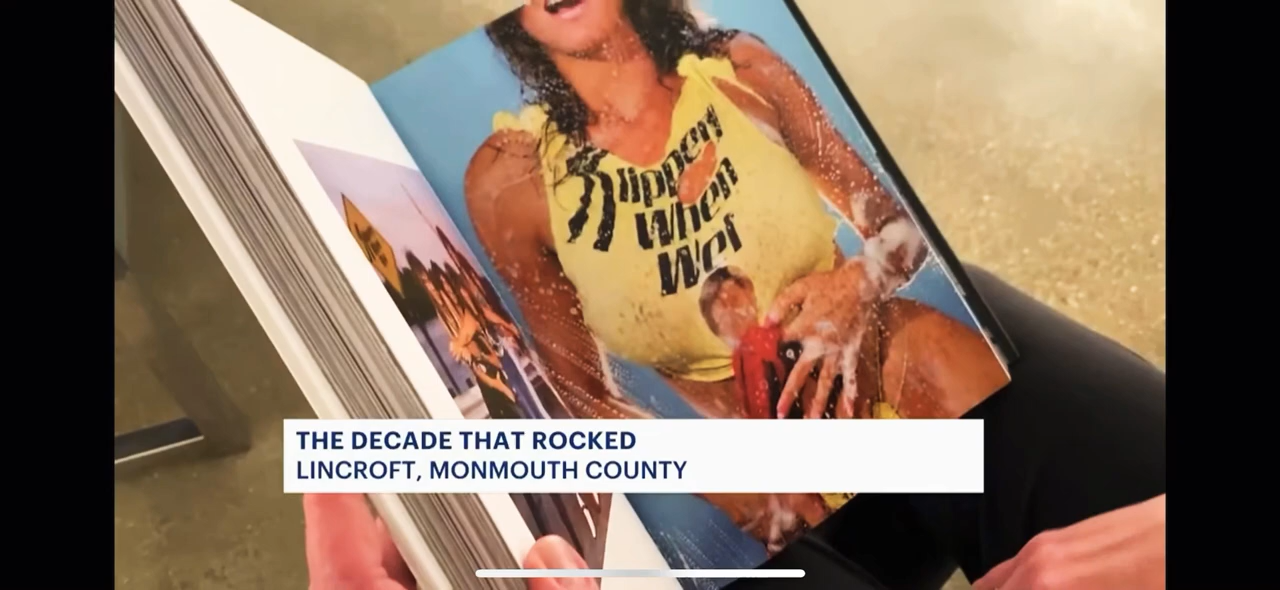 Slippery
When
Wet
THE DECADE THAT ROCKED
LINCROFT, MONMOUTH COUNTY